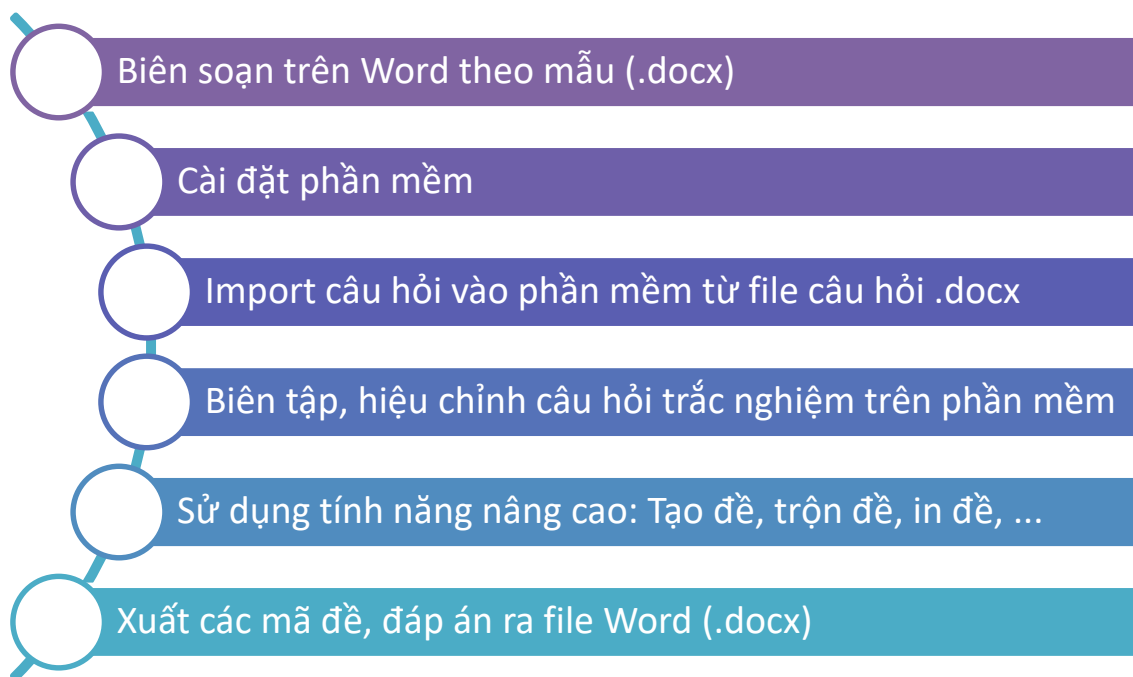 Biên soạn trên Word theo mẫu (.docx)
Cài đặt phần mềm
Import câu hỏi vào phần mềm từ file câu hỏi .docx
Biên tập, hiệu chỉnh câu hỏi trắc nghiệm trên phần mềm
Sử dụng tính năng nâng cao: Tạo đề, trộn đề, in đề, ...
Xuất các mã đề, đáp án ra file Word (.docx)